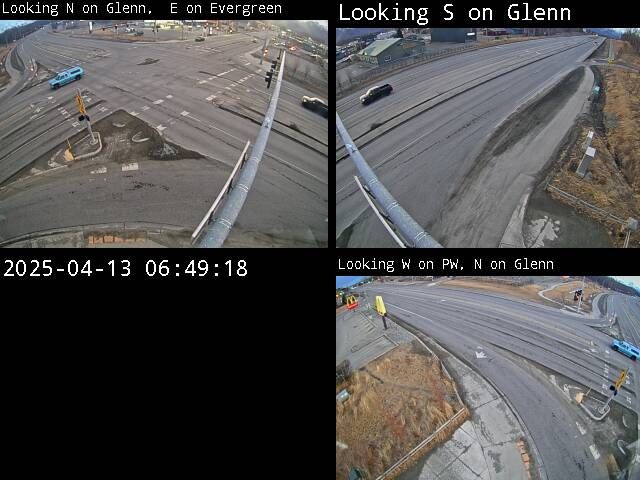 Looking N on Glenn, E on Evergreen
Looking S on Glenn
2025-04-13 06:49:18
Looking W on PW, N on Glenn